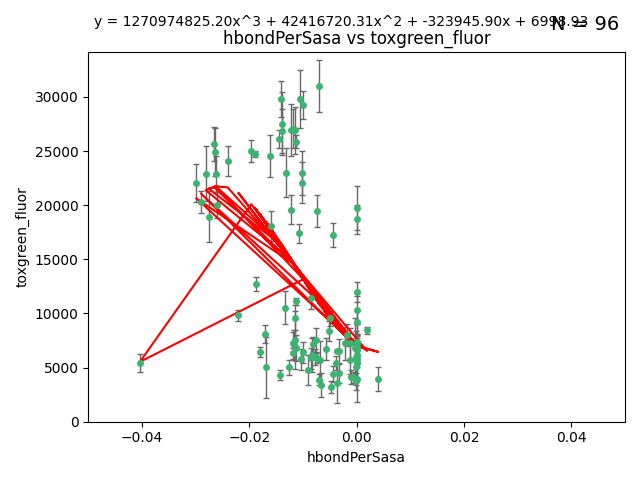 y = 1270974825.20x^3 + 42416720.31x^2 + -323945.90x + 6998.93
N = 96
hbondPerSasa vs toxgreen_fluor
30000
25000
20000
15000
10000
5000
0
toxgreen_fluor
−0.04 −0.02 0.00 0.02 0.04
hbondPerSasa